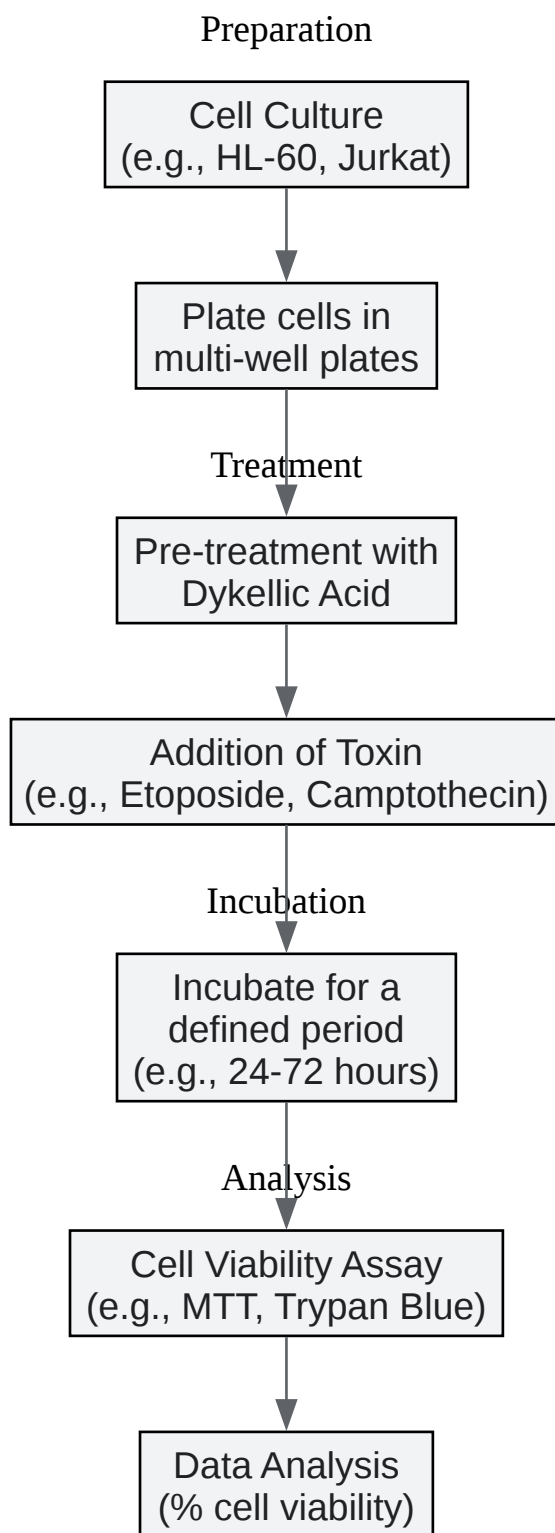 Preparation
Cell Culture
(e.g., HL-60, Jurkat)
Plate cells in
multi-well plates
Treatment
Pre-treatment with
Dykellic Acid
Addition of Toxin
(e.g., Etoposide, Camptothecin)
Incubation
Incubate for a
defined period
(e.g., 24-72 hours)
Analysis
Cell Viability Assay
(e.g., MTT, Trypan Blue)
Data Analysis
(% cell viability)